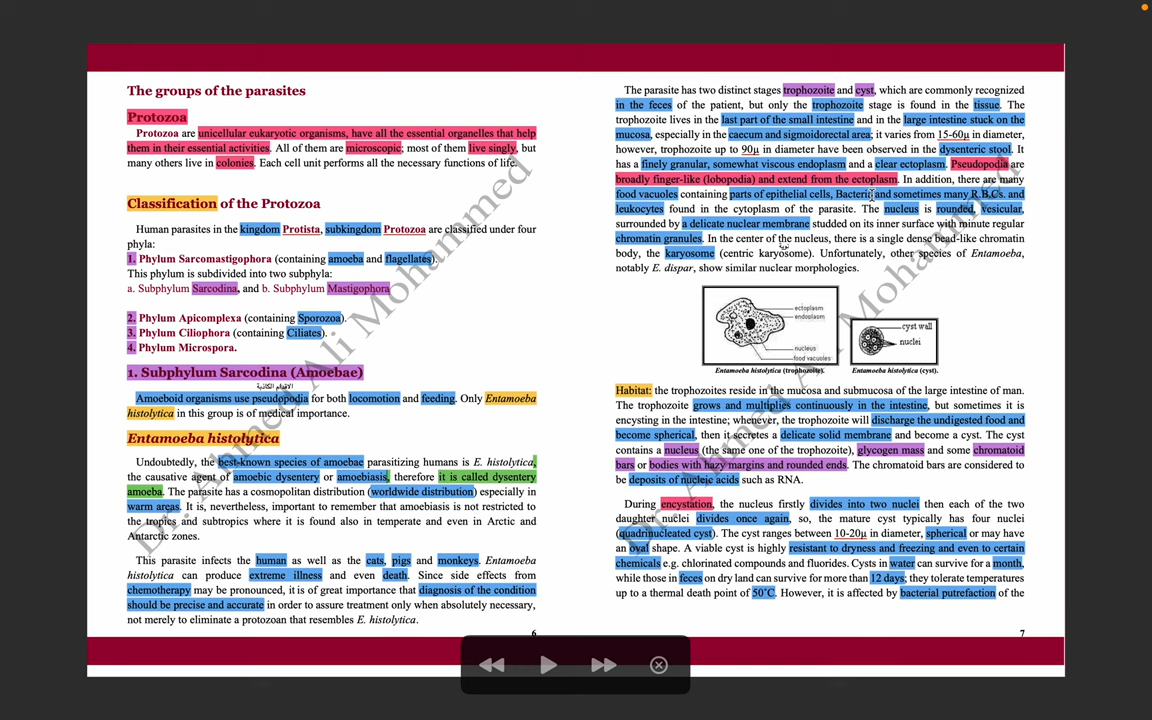 The groups of the parasites
Protozoa
Protozoa are unicellular eukaryotic organisms, have all the essential organelles that help
them in their essential activities. All of them are microscopic; most of them live singly, but
many others live in colonies. Each cell unit performs all the necessary functions of life.
Classification of the Protozoa
Human parasites in the kingdom Protista, subkingdom Protozoa are classified under four
phyla:
1. Phylum Sarcomastigophora (containing amoeba and flagellates).
This phylum is subdivided into two subphyla:
a. Subphylum Sarcodina, and b. Subphylum Mastigophora
2. Phylum Apicomplexa (containing Sporozoa).
3. Phylum Ciliophora (containing Ciliates).
4. Phylum Microspora.
1. Subphylum Sarcodina (Amoebae)
الاقدام الكاذبة
Amoeboid organisms use pseudopodia for both locomotion and feeding. Only Entamoeba
histolytica in this group is of medical importance.
Entamoeba histolytica
Undoubtedly, the best-known species of amoebae parasitizing humans is E. histolytica,
the causative agent of amoebic dysentery or amoebiasis, therefore it is called dysentery
amoeba. The parasite has a cosmopolitan distribution (worldwide distribution) especially in
warm areas. It is, nevertheless, important to remember that amoebiasis is not restricted to
the tropics and subtropics where it is found also in temperate and even in Arctic and
Antarctic zones.
This parasite infects the human as well as the cats, pigs and monkeys. Entamoeba
histolytica can produce extreme illness and even death. Since side effects from
chemotherapy may be pronounced, it is of great importance that diagnosis of the condition
should be precise and accurate in order to assure treatment only when absolutely necessary,
not merely to eliminate a protozoan that resembles E. histolytica.
6
Dr. Ahmed Ali Mohammed
The parasite has two distinct stages trophozoite and cyst, which are commonly recognized
in the feces of the patient, but only the trophozoite stage is found in the tissue. The
trophozoite lives in the last part of the small intestine and in the large intestine stuck on the
mucosa, especially in the caecum and sigmoidorectal area; it varies from 15-60μ in diameter,
however, trophozoite up to 90μ in diameter have been observed in the dysenteric stool. It
has a finely granular, somewhat viscous endoplasm and a clear ectoplasm. Pseudopodia are
broadly finger-like (lobopodia) and extend from the ectoplasm. In addition, there are many
food vacuoles containing parts of epithelial cells, Bacteria and sometimes many R.B.Cs. and
leukocytes found in the cytoplasm of the parasite. The nucleus is rounded, vesicular,
surrounded by a delicate nuclear membrane studded on its inner surface with minute regular
chromatin granules. In the center of the nucleus, there is a single dense bead-like chromatin
body, the karyosome (centric karyosome). Unfortunately, other species of Entamoeba,
notably E. dispar, show similar nuclear morphologies.
ectoplasm
endoplasm
nucleus
food vacuoles
cyst wall
nuclei
Entamoeba histolytica (trophozoite).
Entamoeba histolytica (cyst).
Habitat: the trophozoites reside in the mucosa and submucosa of the large intestine of man.
The trophozoite grows and multiplies continuously in the intestine, but sometimes it is
encysting in the intestine; whoever, the trophozoite will discharge the undigested food and
become spherical, then it secretes a delicate solid membrane and become a cyst. The cyst
contains a nucleus (the same one of the trophozoite), glycogen mass and some chromatoid
bars or bodies with hazy margins and rounded ends. The chromatoid bars are considered to
be deposits of nucleic acids such as RNA.
During encystation, the nucleus firstly divides into two nuclei then each of the two
daughter nuclei divides once again, so, the mature cyst typically has four nuclei
(quadrinucleated cyst). The cyst ranges between 10-20μ in diameter, spherical or may have
an oval shape. A viable cyst is highly resistant to dryness and freezing and even to certain
chemicals e.g. chlorinated compounds and fluorides. Cysts in water can survive for a month,
while those in feces on dry land can survive for more than 12 days; they tolerate temperatures
up to a thermal death point of 50˚C. However, it is affected by bacterial putrefaction of the
7
Dr. Ahmed Ali Mohammed